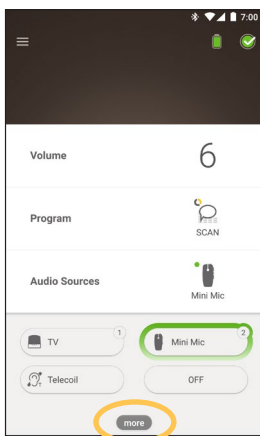 7:00
Volume 6
Program
SCAN
Audio Sources
Mini Mic
TV 1 Mini Mic 2
Telecoil OFF
more